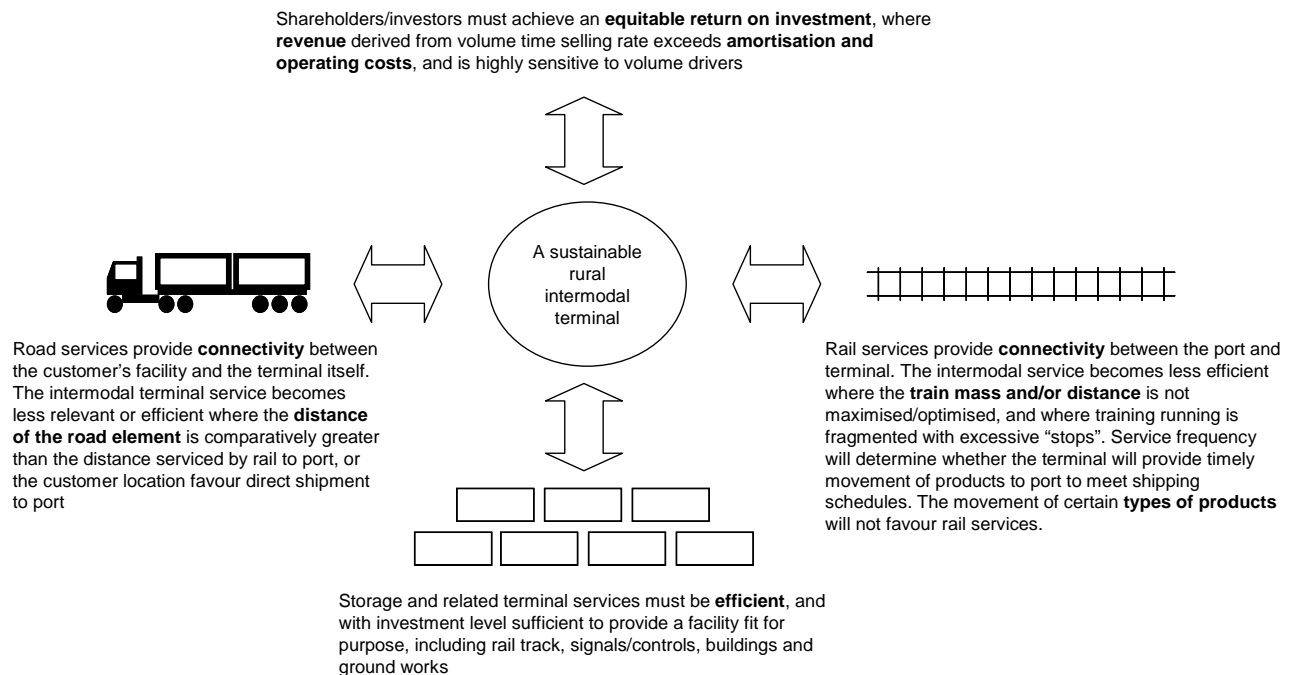 Shareholders/investors must achieve an equitable return on investment, where
revenue derived from volume time selling rate exceeds amortisation and
operating costs, and is highly sensitive to volume drivers
A sustainable
rural
intermodal
terminal
Road services provide connectivity between
the customer's facility and the terminal itself.
The intermodal terminal service becomes
less relevant or efficient where the distance
of the road element is comparatively greater
than the distance serviced by rail to port, or
the customer location favour direct shipment
to port
Rail services provide connectivity between the port and
terminal. The intermodal service becomes less efficient
where the train mass and/or distance is not
maximised/optimised, and where training running is
fragmented with excessive “stops”. Service frequency
will determine whether the terminal will provide timely
movement of products to port to meet shipping
schedules. The movement of certain types of products
will not favour rail services.
Storage and related terminal services must be efficient, and
with investment level sufficient to provide a facility fit for
purpose, including rail track, signals/controls, buildings and
ground works